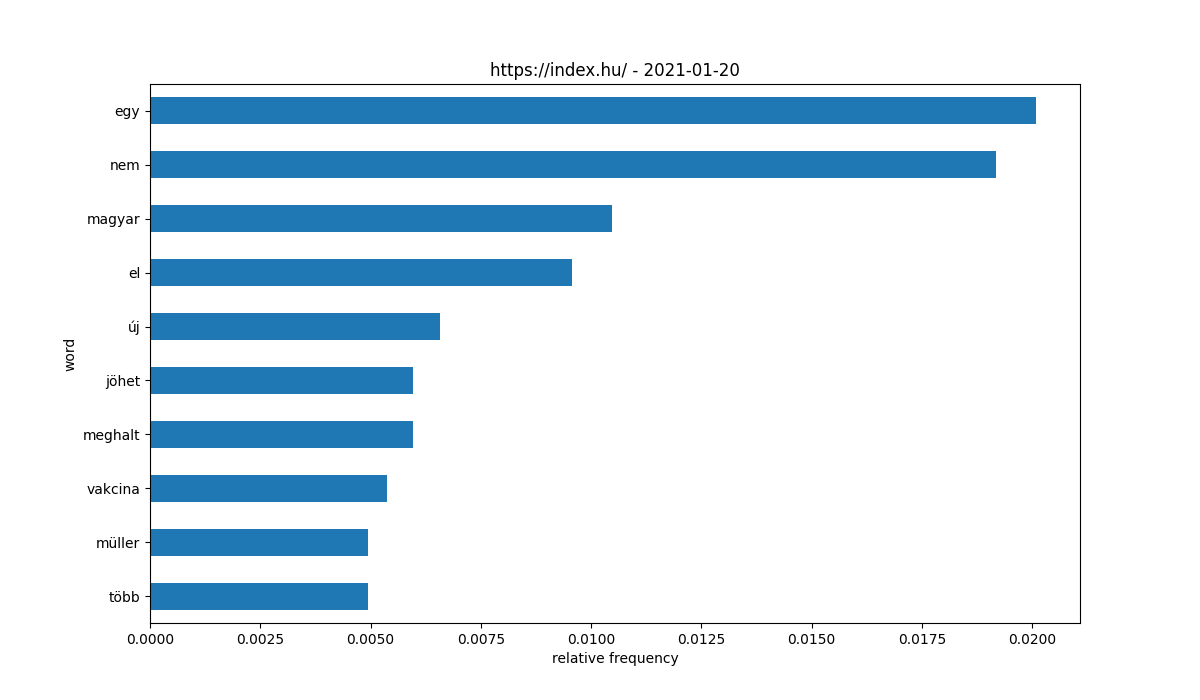 https://index.hu/ - 2021-01-20
egy
nem
magyar
el
új
jöhet
meghalt
vakcina
müller
több
word
0.0000 0.0025 0.0050 0.0075 0.0100 0.0125 0.0150 0.0175 0.0200
relative frequency